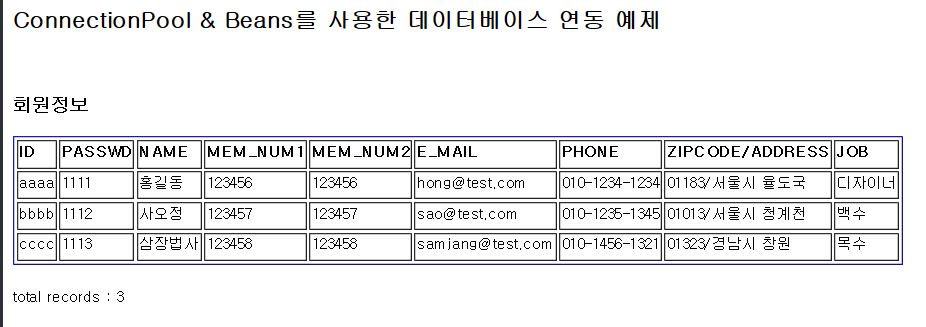 ConnectionPool & Beans를 사용한 데이터베이스 연동 예제
회원정보
ID PASSWD NAME MEM_NUM1 MEM_NUM2 E_MAIL PHONE ZIPCODE/ADDRESS JOB
aaaa 1111 홍길동 123456 123456 hong@test.com 010-1234-1234 01183/서울시 율도국 디자이너
bbbb 1112 사오정 123457 123457 sao@test.com 010-1235-1345 01013/서울시 청계천 백수
cccc 1113 삼장법사 123458 123458 samjang@test.com 010-1456-1321 01323/경남시 창원 목수
total records : 3